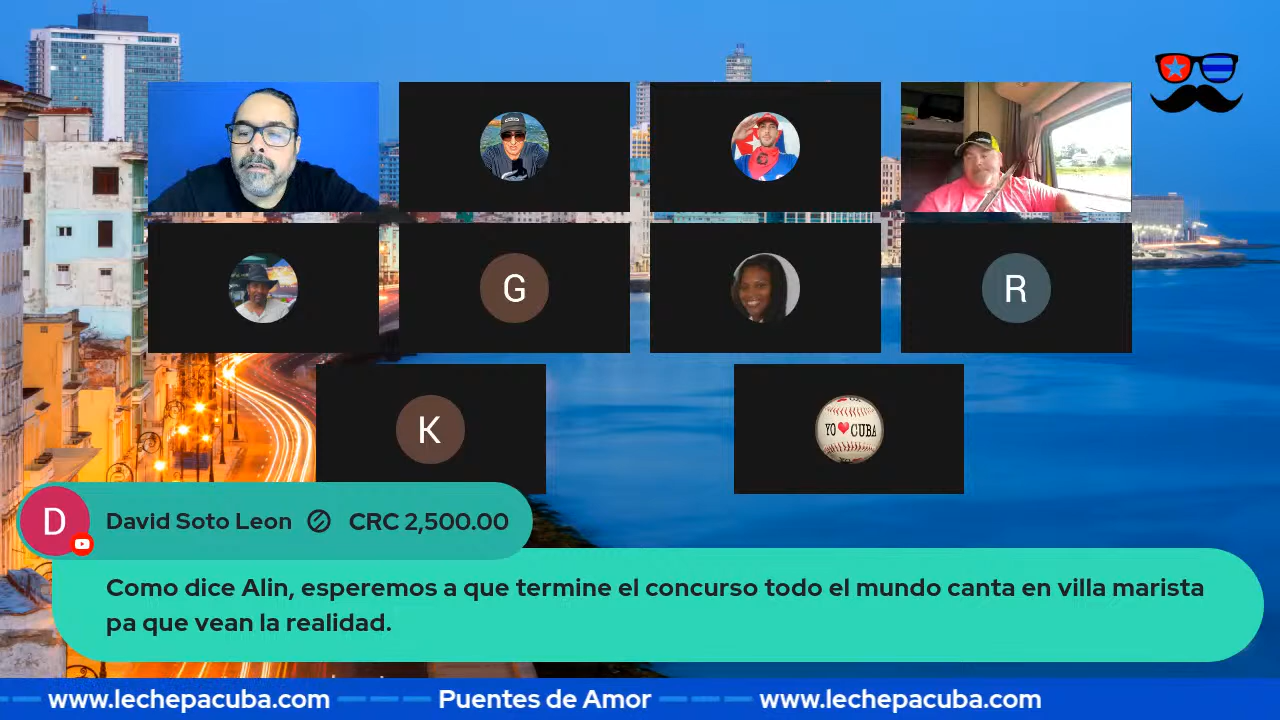 G
R
K
YO ❤ CUBA
D
David Soto Leon
CRC 2,500.00
Como dice Alin, esperemos a que termine el concurso todo el mundo canta en villa marista
pa que vean la realidad.
www.lechepacuba.com
Puentes de Amor
www.lechepacuba.com